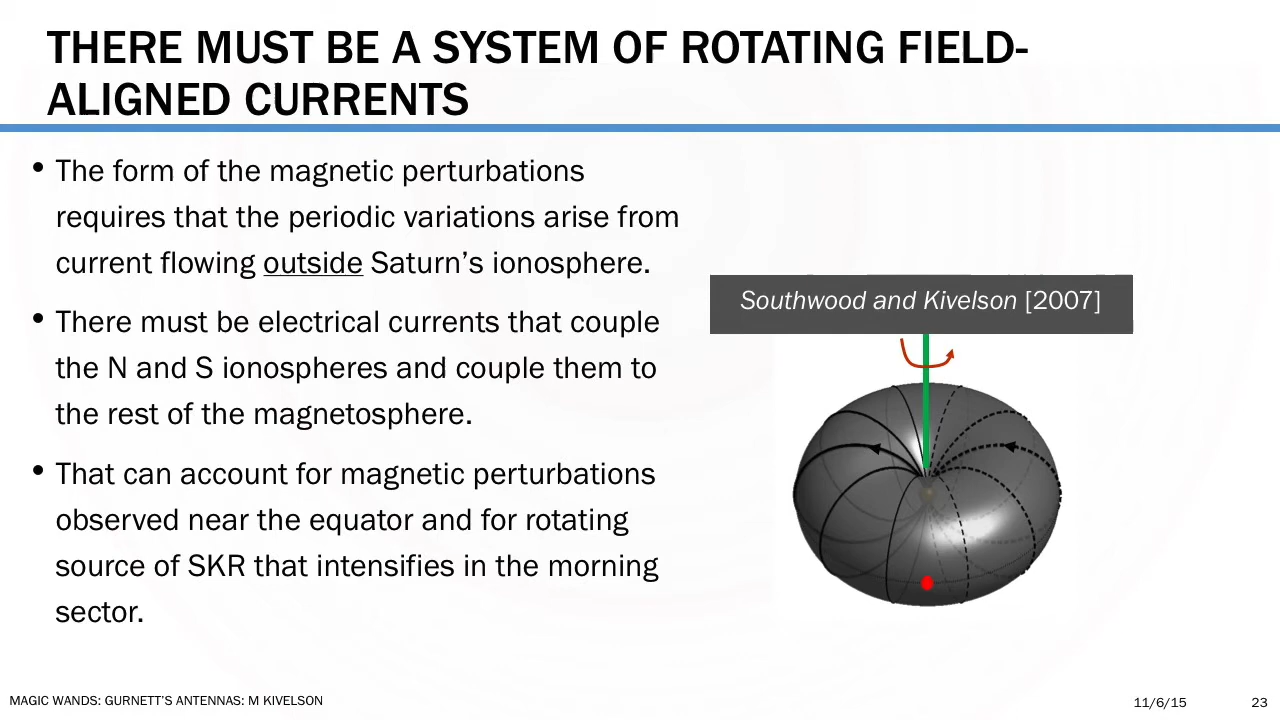 THERE MUST BE A SYSTEM OF ROTATING FIELD-
ALIGNED CURRENTS
• The form of the magnetic perturbations
requires that the periodic variations arise from
current flowing outside Saturn’s ionosphere.
• There must be electrical currents that couple
the N and S ionospheres and couple them to
the rest of the magnetosphere.
• That can account for magnetic perturbations
observed near the equator and for rotating
source of SKR that intensifies in the morning
sector.
Southwood and Kivelson [2007]
MAGIC WANDS: GURNETT’S ANTENNAS: M KIVELSON
11/6/15
23